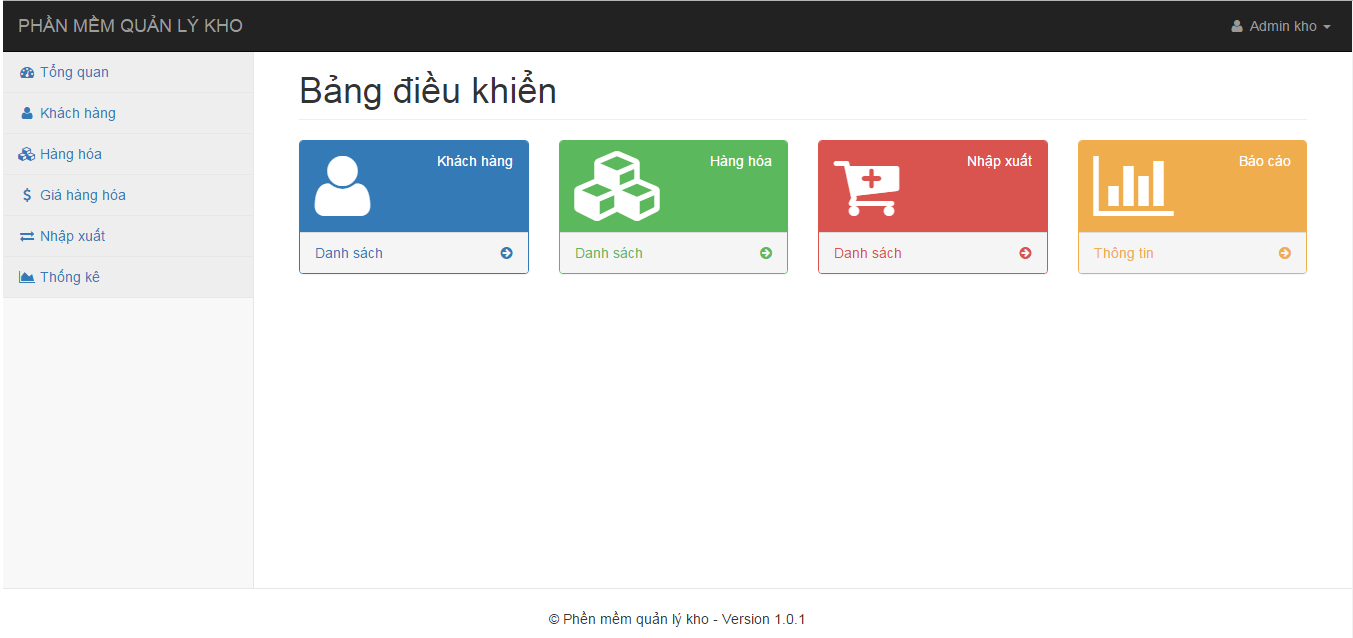 PHẦN MỀM QUẢN LÝ KHO
Admin kho
Tổng quan
Khách hàng
Hàng hóa
Giá hàng hóa
Nhập xuất
Thống kê
Bảng điều khiển
Khách hàng
Danh sách
Hàng hóa
Danh sách
Nhập xuất
Danh sách
Báo cáo
Thông tin
© Phền mềm quản lý kho - Version 1.0.1